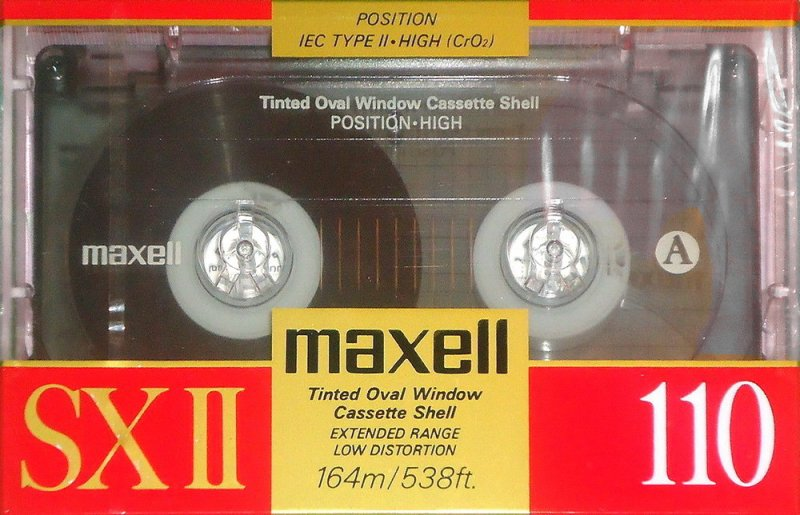 POSITION
IEC TYPE II•HIGH (CrO₂)
Tinted Oval Window Cassette Shell
POSITION•HIGH
maxell
A
maxell
Tinted Oval Window
Cassette Shell
EXTENDED RANGE
LOW DISTORTION
164m/538ft.
SX II
110